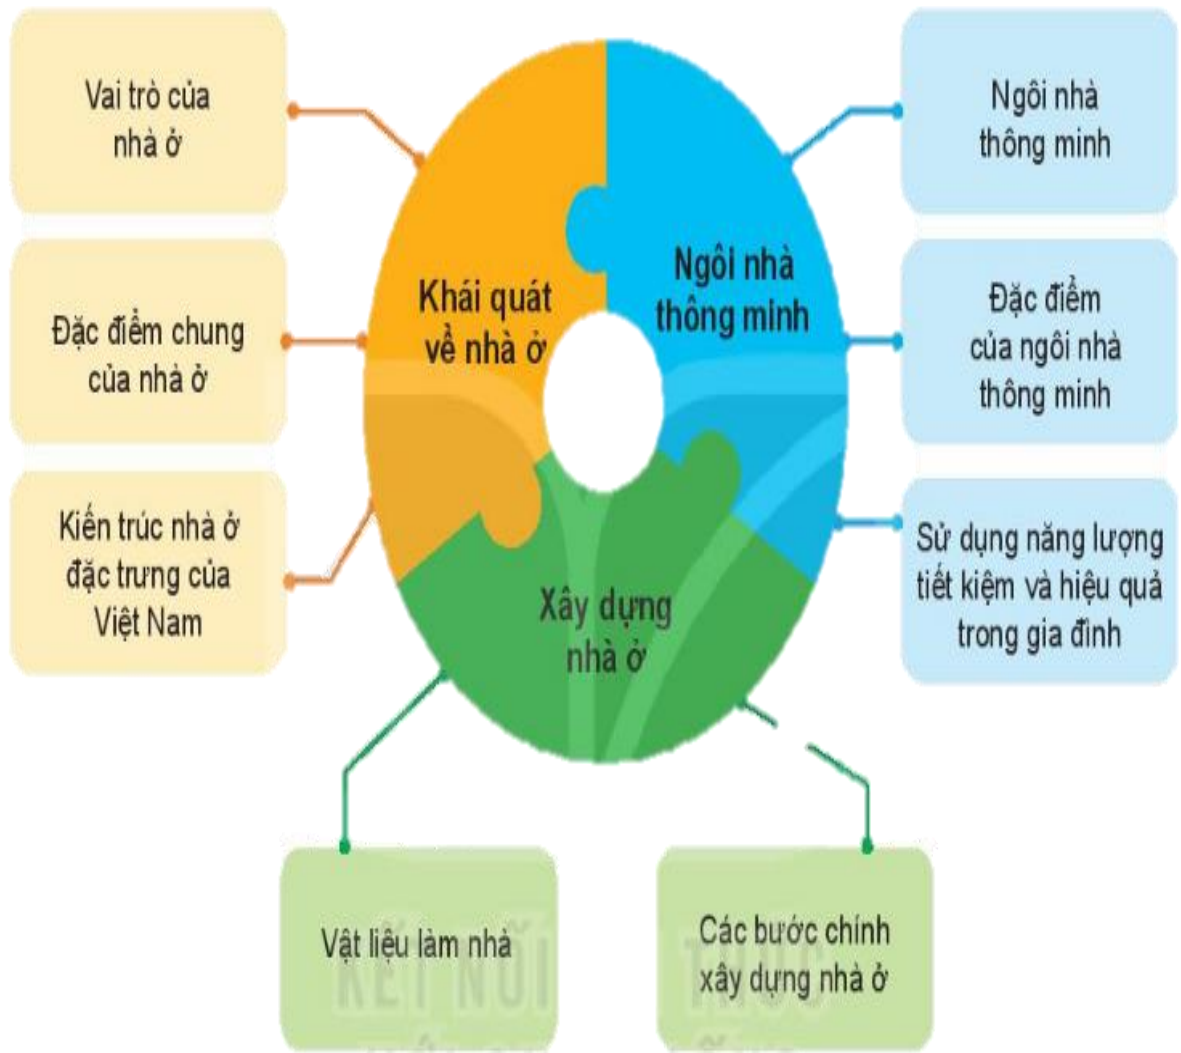 Vai trò của
nhà ở
Đặc điểm chung
của nhà ở
Kiến trúc nhà ở
đặc trưng của
Việt Nam
Khái quát
về nhà ở
Ngôi nhà
thông minh
Xây dựng
nhà ở
Ngôi nhà
thông minh
Đặc điểm
của ngôi nhà
thông minh
Sử dụng năng lượng
tiết kiệm và hiệu quả
trong gia đình
Vật liệu làm nhà
Các bước chính
xây dựng nhà ở
KẾT NỐI THỨC